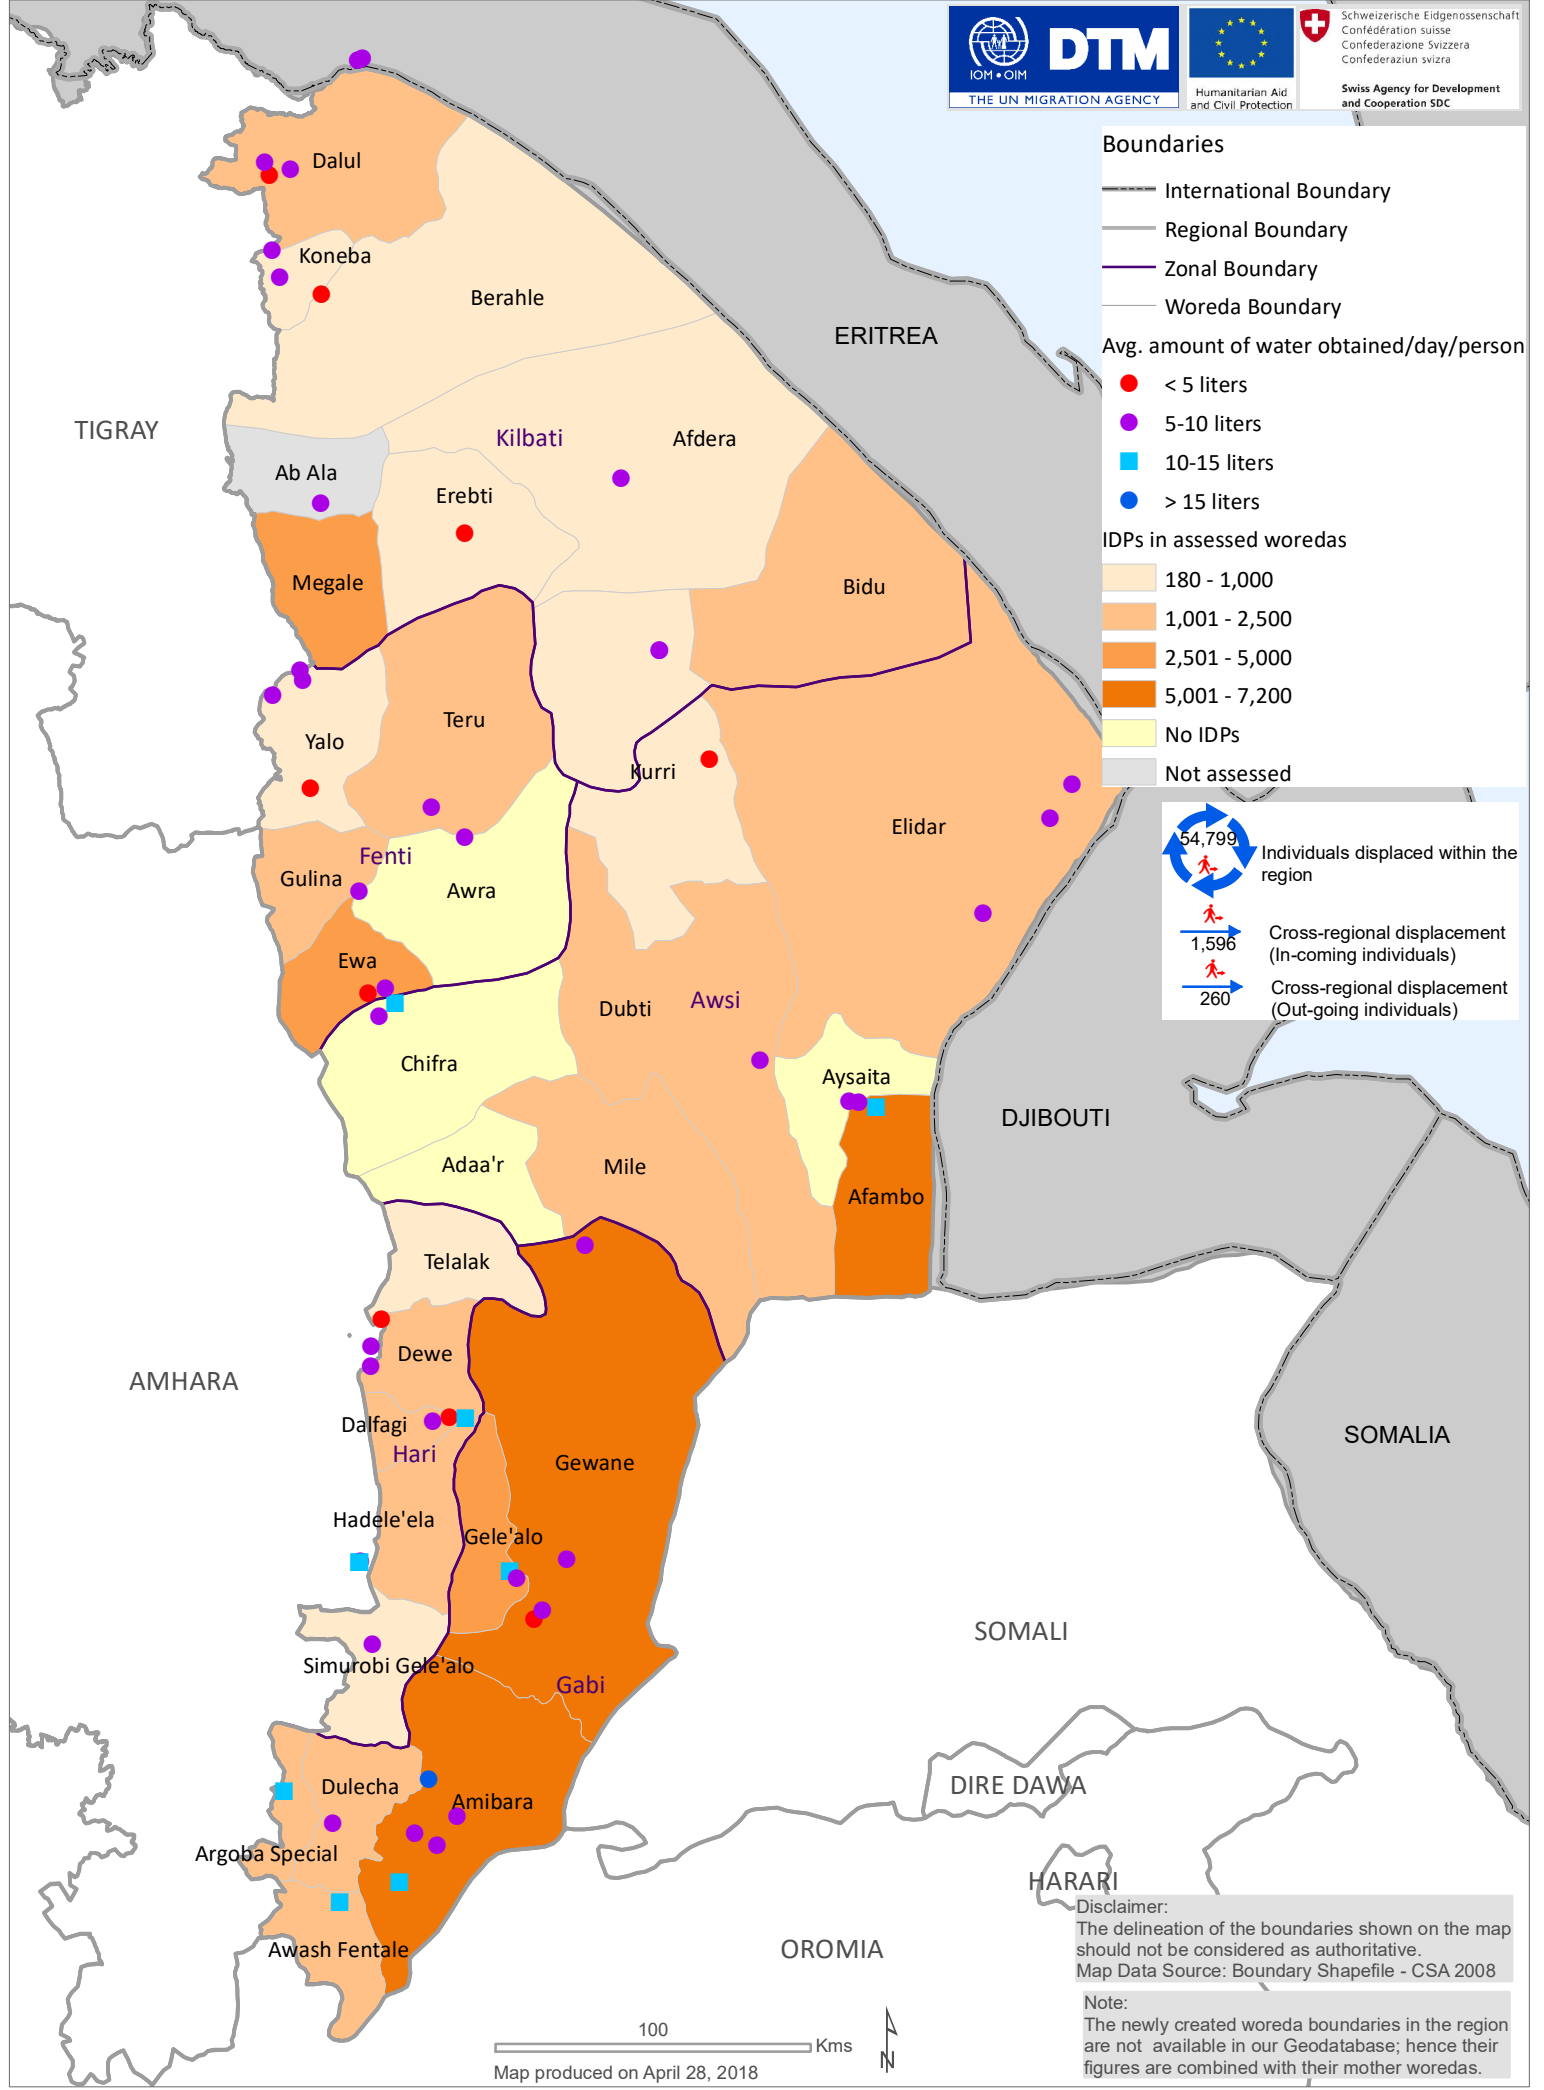 IOM • OIM
DTM
THE UN MIGRATION AGENCY
Humanitarian Aid
and Civil Protection
Schweizerische Eidgenossenschaft
Confédération suisse
Confederazione Svizzera
Confederaziun svizra
Swiss Agency for Development
and Cooperation SDC
Boundaries
International Boundary
Regional Boundary
Zonal Boundary
Woreda Boundary
Avg. amount of water obtained/day/person
< 5 liters
5-10 liters
10-15 liters
> 15 liters
IDPs in assessed woredas
180 - 1,000
1,001 - 2,500
2,501 - 5,000
5,001 - 7,200
No IDPs
Not assessed
54,799
Individuals displaced within the
region
1,596
Cross-regional displacement
(In-coming individuals)
260
Cross-regional displacement
(Out-going individuals)
Dalul
Koneba
Berahle
ERITREA
TIGRAY
Kilbati
Afdera
Ab Ala
Erebti
Megale
Bidu
Teru
Yalo
Kurri
Elidar
Fenti
Gulina
Awra
Ewa
Dubti
Awsi
Chifra
Aysaita
DJIBOUTI
Adaa'r
Mile
Afambo
Telalak
Dewe
AMHARA
Dalfagi
Hari
Gewane
SOMALIA
Hadele'ela
Gele'alo
SOMALI
Simurobi Gele'alo
Gabi
Dulecha
Amibara
DIRE DAWA
Argoba Special
HARARI
Awash Fentale
OROMIA
Disclaimer:
The delineation of the boundaries shown on the map
should not be considered as authoritative.
Map Data Source: Boundary Shapefile - CSA 2008
Note:
The newly created woreda boundaries in the region
are not available in our Geodatabase; hence their
figures are combined with their mother woredas.
100
Kms
N
Map produced on April 28, 2018